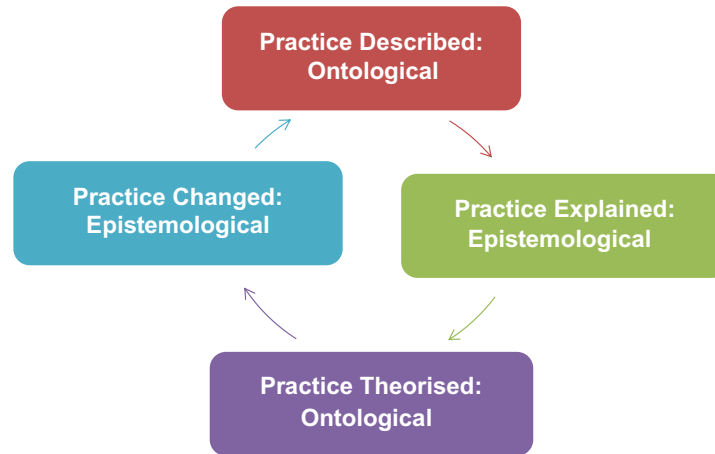 Practice Described:
Ontological
Practice Changed:
Epistemological
Practice Explained:
Epistemological
Practice Theorised:
Ontological